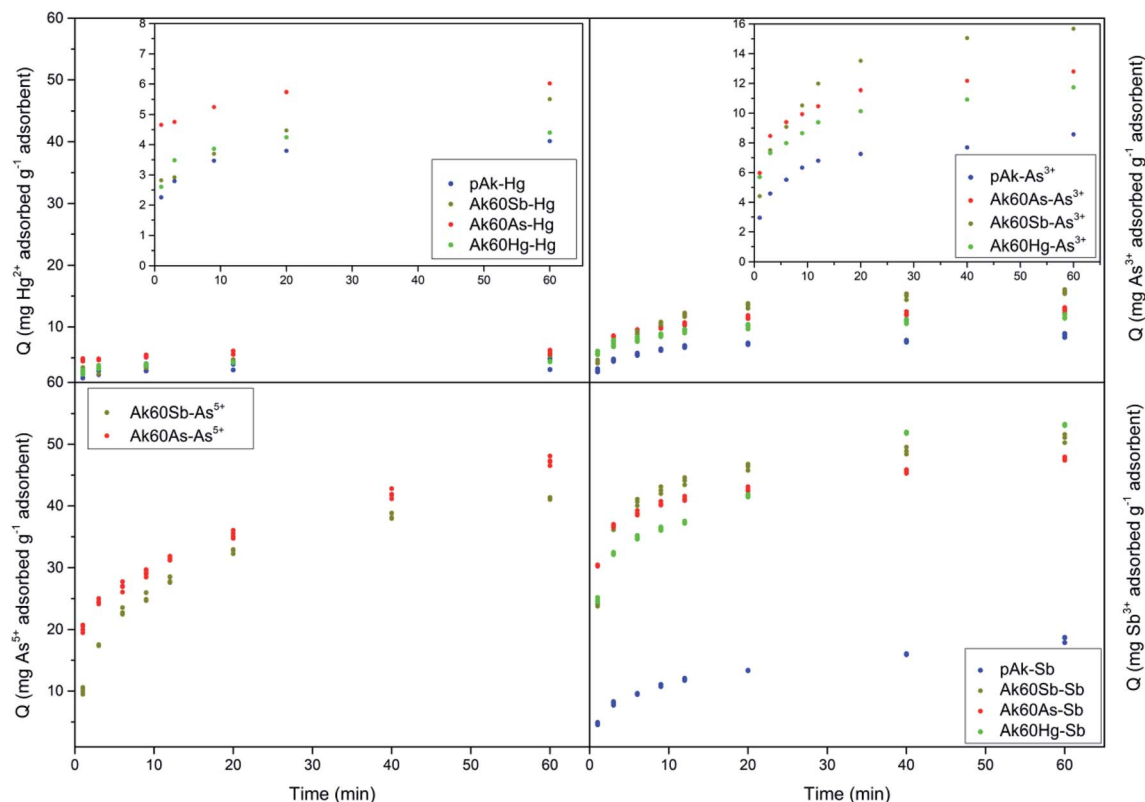 60
50
40
30
20
10
60
50
40
30
20
10
Q (mg Hg²⁺ adsorbed g⁻¹ adsorbent)
Q (mg As⁵⁺ adsorbed g⁻¹ adsorbent)
8
7
6
5
4
3
2
1
0
0 10 20 30 40 50 60
pAk-Hg
Ak60Sb-Hg
Ak60As-Hg
Ak60Hg-Hg
16
14
12
10
8
6
4
2
0
0 10 20 30 40 50 60
pAk-As³⁺
Ak60As-As³⁺
Ak60Sb-As³⁺
Ak60Hg-As³⁺
Q (mg As³⁺ adsorbed g⁻¹ adsorbent)
Ak60Sb-As⁵⁺
Ak60As-As⁵⁺
pAk-Sb
Ak60Sb-Sb
Ak60As-Sb
Ak60Hg-Sb
Q (mg Sb³⁺ adsorbed g⁻¹ adsorbent)
0 10 20 30 40 50 60
0 10 20 30 40 50 60
Time (min)
Time (min)